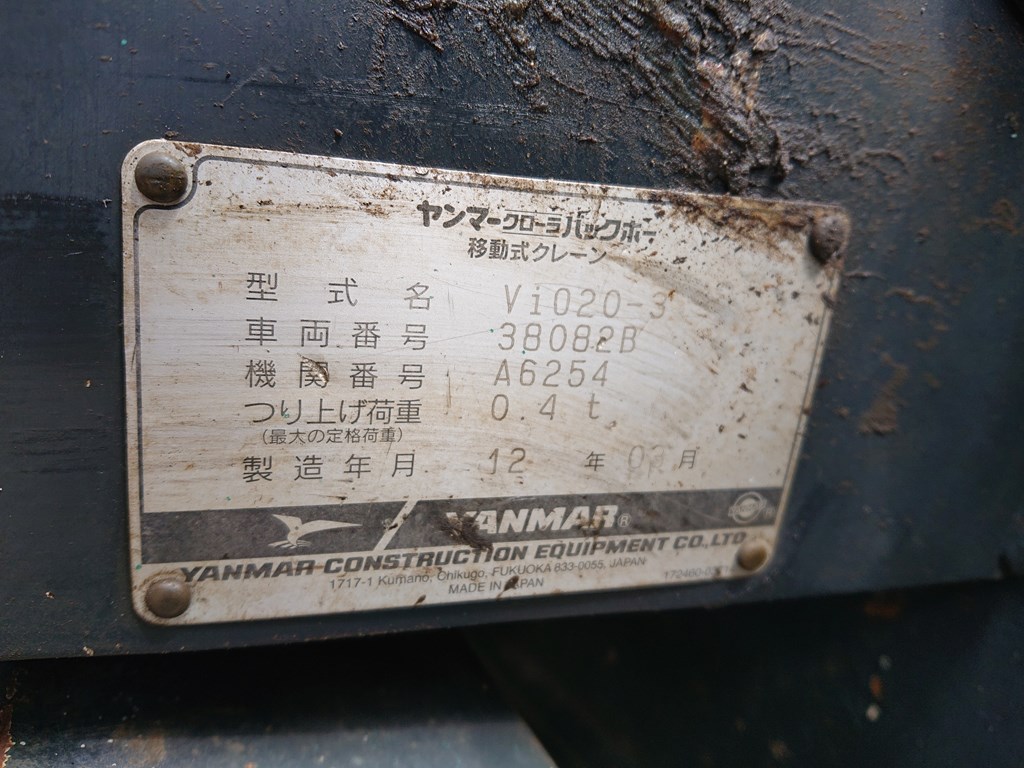 ヤンマークローラバックホー
移動式クレーン
型式名 ViO20-3
車両番号 38082B
機関番号 A6254
つり上げ荷重 0.4 t
(最大の定格荷重)
製造年月 12 年 月
YANMAR®
YANMAR CONSTRUCTION EQUIPMENT CO.,LTD
1717-1 Kumano, Chikugo, FUKUOKA 833-0055, JAPAN
MADE IN JAPAN